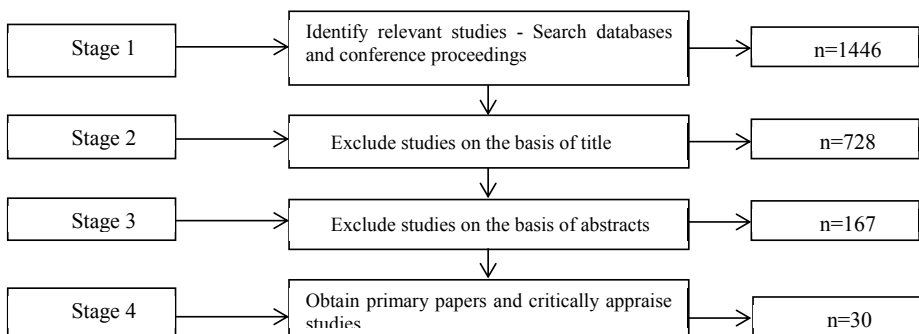 Stage 1
Identify relevant studies - Search databases
and conference proceedings
n=1446
Stage 2
Exclude studies on the basis of title
n=728
Stage 3
Exclude studies on the basis of abstracts
n=167
Stage 4
Obtain primary papers and critically appraise
studies
n=30